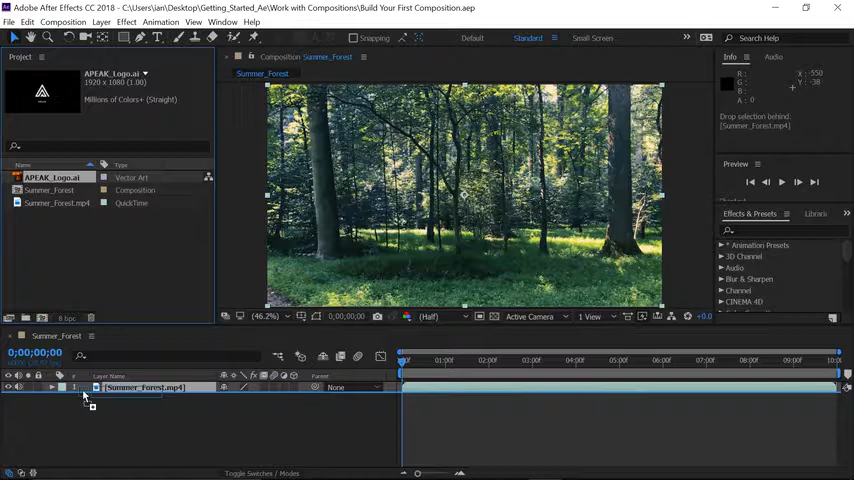 Adobe After Effects CC 2018 - C:\Users\ian\Desktop\Getting_Started_Ae\Work with Compositions\Build Your First Composition.aep
File Edit Composition Layer Effect Animation View Window Help
Snapping Default Standard Small Screen Search Help
Project Composition Summer_Forest Info Audio
Summer_Forest
APEAK_Logo.ai
1920 x 1080 (1.00)
Millions of Colors+ (Straight)
R :
G :
B :
A : 0
X : -550
Y : -38
Drop selection behind:
[Summer_Forest.mp4]
Name Type
APEAK_Logo.ai Vector Art
Summer_Forest Composition
Summer_Forest.mp4 QuickTime
Preview
Effects & Presets
* Animation Presets
3D Channel
Audio
Blur & Sharpen
Channel
CINEMA 4D
8 bpc
(46.2%) 0;00;00;00 (Half) Active Camera 1 View +0.0
Summer_Forest
0;00;00;00
01:00f 02:00f 03:00f 04:00f 05:00f 06:00f 07:00f 08:00f 09:00f
# Layer Name Parent
1 [Summer_Forest.mp4] None
Toggle Switches / Modes